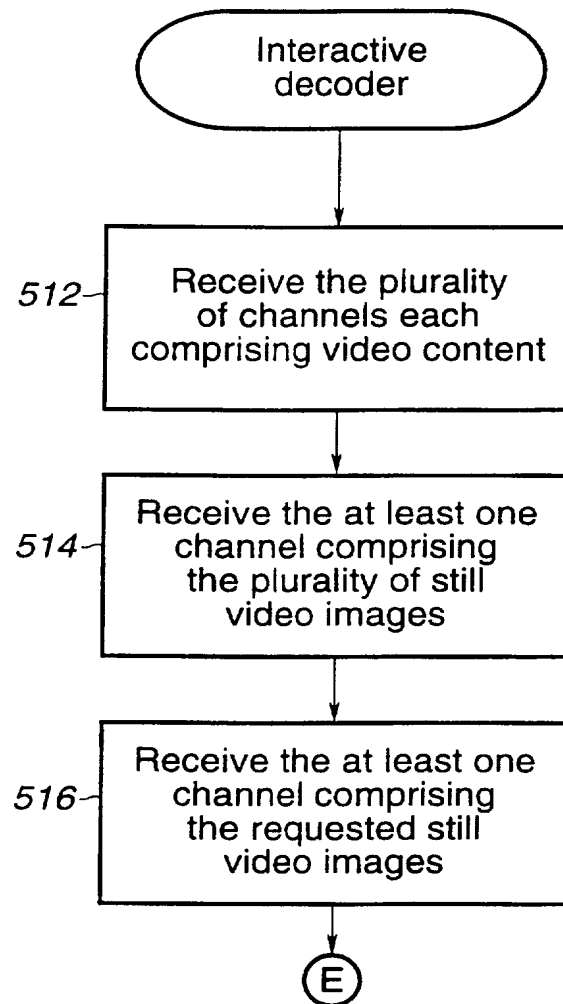 Interactive
decoder
512
Receive the plurality
of channels each
comprising video content
514
Receive the at least one
channel comprising
the plurality of still
video images
516
Receive the at least one
channel comprising
the requested still
video images
E